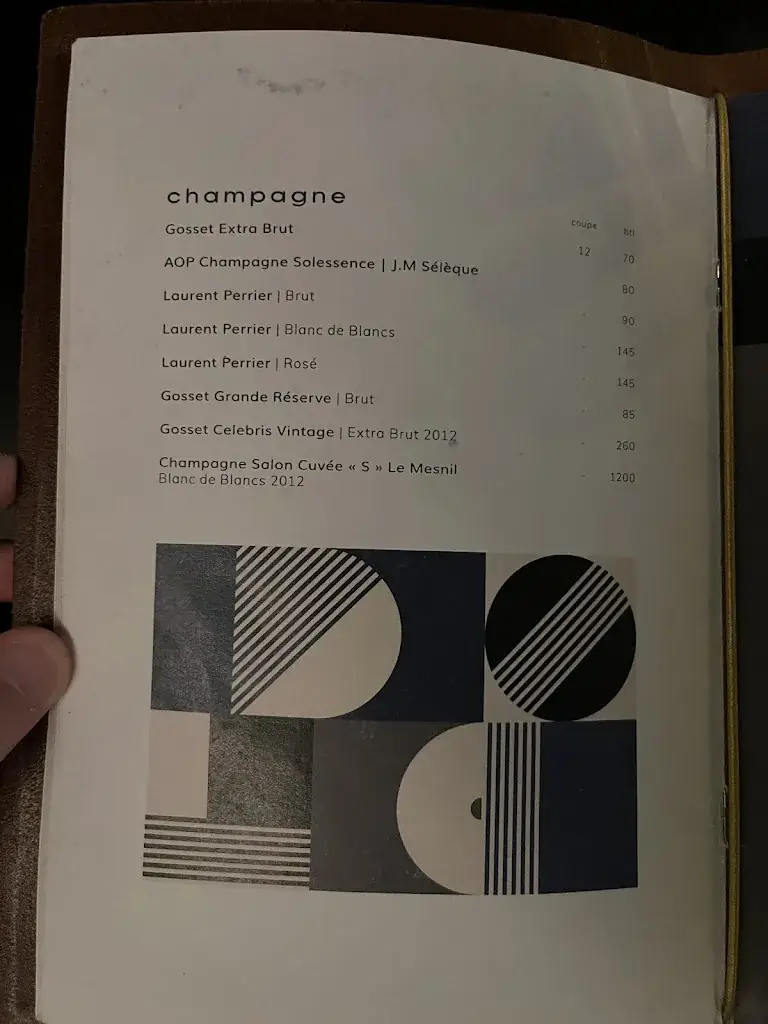 champagne
coupe btl
Gosset Extra Brut 12 70
AOP Champagne Solessence | J.M Sélèque 80
Laurent Perrier | Brut - 90
Laurent Perrier | Blanc de Blancs - 145
Laurent Perrier | Rosé - 145
Gosset Grande Réserve | Brut - 85
Gosset Celebris Vintage | Extra Brut 2012 - 260
Champagne Salon Cuvée « S » Le Mesnil - 1200
Blanc de Blancs 2012